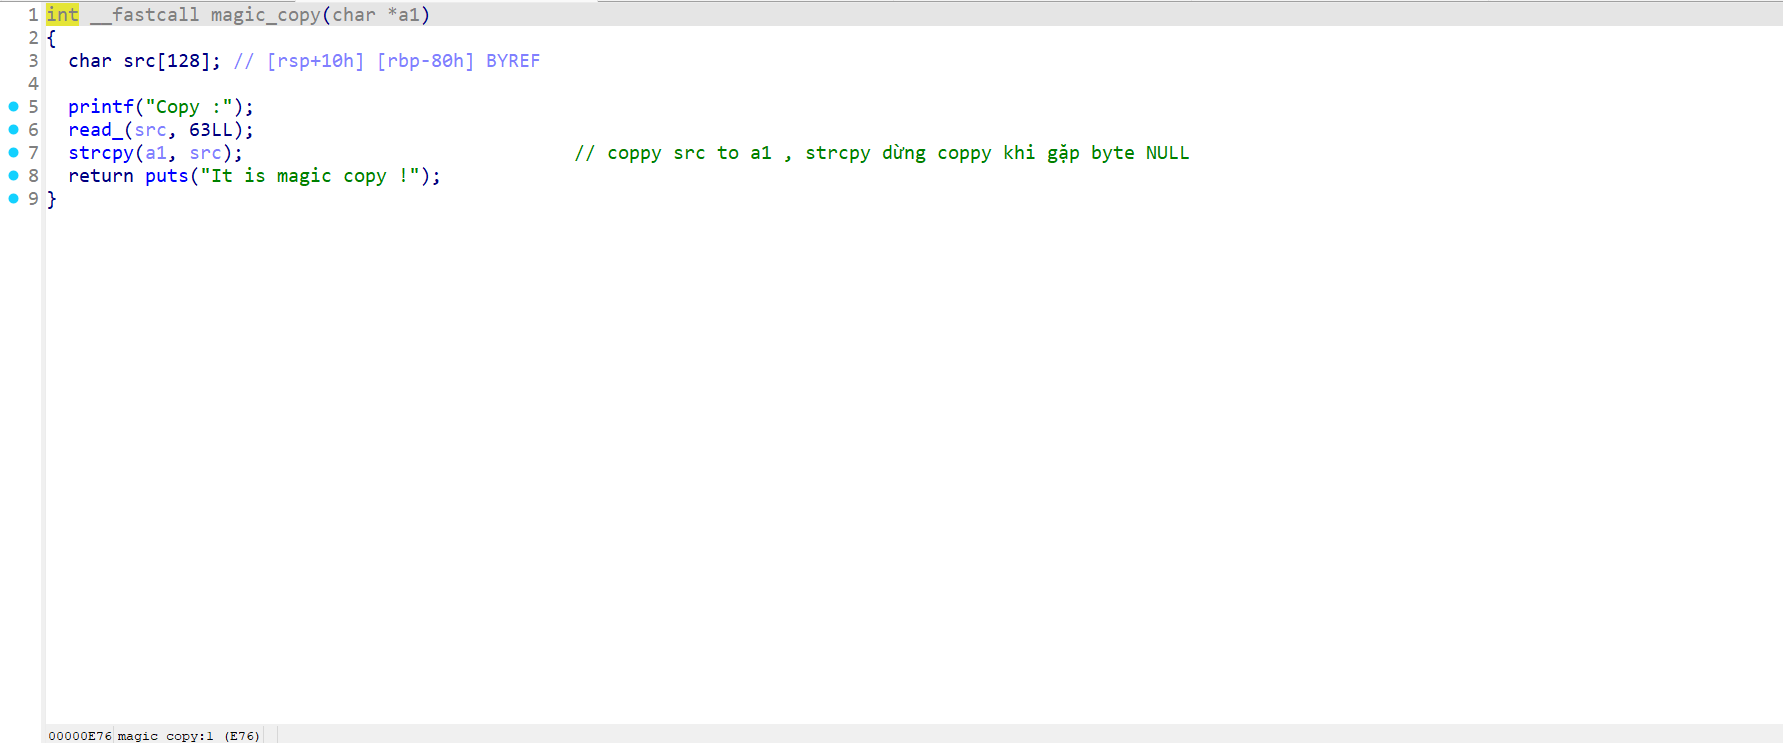 1 int __fastcall magic_copy(char *a1)
2 {
3 char src[128]; // [rsp+10h] [rbp-80h] BYREF
4
5 printf("Copy :");
6 read_(src, 63LL);
7 strcpy(a1, src); // coppy src to a1 , strcpy dừng coppy khi gặp byte NULL
8 return puts("It is magic copy !");
9 }
00000E76 magic_copy:1 (E76)